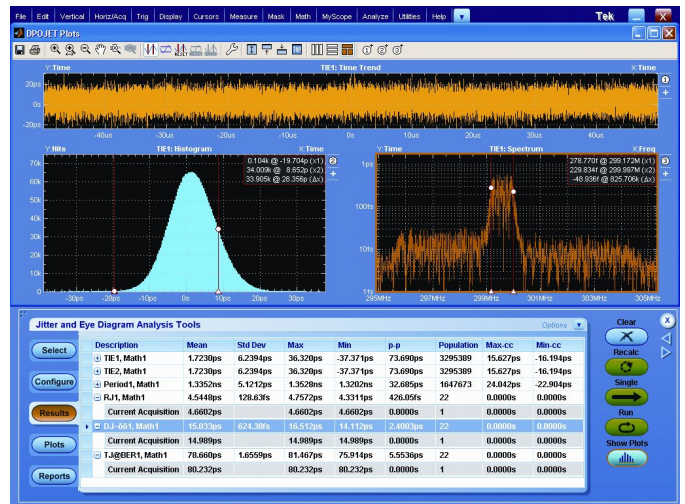 File Edit Vertical Horiz/Acq Trig Display Cursors Measure Mask Math MyScope Analyze Utilities Help Tek
DPOJET Plots
Y:Time TIE1: Time Trend X:Time
20ps
0s
-20ps
-40us -30us -20us -10us 0s 10us 20us 30us 40us
1
Y:Hits TIE1: Histogram X:Time
0.104k @ -19.704p (x1)
34.009k @ 8.652p (x2)
33.905k @ 28.356p (Δx)
70k
60k
50k
40k
30k
20k
10k
0
-30ps -20ps -10ps 0s 10ps 20ps 30ps
2
Y:Time TIE1: Spectrum X:Freq
278.770f @ 299.172M (x1)
229.834f @ 299.997M (x2)
-48.936f @ 825.706k (Δx)
1ps
100fs
10fs
1fs
295MHz 297MHz 299MHz 301MHz 303MHz 305MHz
3
Jitter and Eye Diagram Analysis Tools Options
Select
Configure
Results
Plots
Reports
Description Mean Std Dev Max Min p-p Population Max-cc Min-cc
TIE1, Math1 1.7230ps 6.2394ps 36.320ps -37.371ps 73.690ps 3295389 15.627ps -16.194ps
TIE2, Math1 1.7230ps 6.2394ps 36.320ps -37.371ps 73.690ps 3295389 15.627ps -16.194ps
Period1, Math1 1.3352ns 5.1212ps 1.3528ns 1.3202ns 32.685ps 1647673 24.042ps -22.904ps
RJ1, Math1 4.5448ps 128.63fs 4.7572ps 4.3311ps 426.05fs 22 0.0000s 0.0000s
Current Acquisition 4.6602ps 4.6602ps 4.6602ps 0.0000s 1 0.0000s 0.0000s
DJ-δδ1, Math1 15.033ps 624.30fs 16.512ps 14.112ps 2.4003ps 22 0.0000s 0.0000s
Current Acquisition 14.989ps 14.989ps 14.989ps 0.0000s 1 0.0000s 0.0000s
TJ@BER1, Math1 78.660ps 1.6559ps 81.467ps 75.914ps 5.5536ps 22 0.0000s 0.0000s
Current Acquisition 80.232ps 80.232ps 80.232ps 0.0000s 1 0.0000s 0.0000s
Clear
Recalc
Single
Run
Show Plots